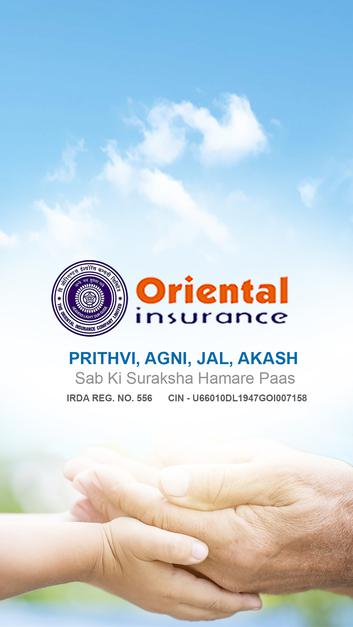 Oriental
insurance
PRITHVI, AGNI, JAL, AKASH
Sab Ki Suraksha Hamare Paas
IRDA REG. NO. 556 CIN - U66010DL1947GOI007158